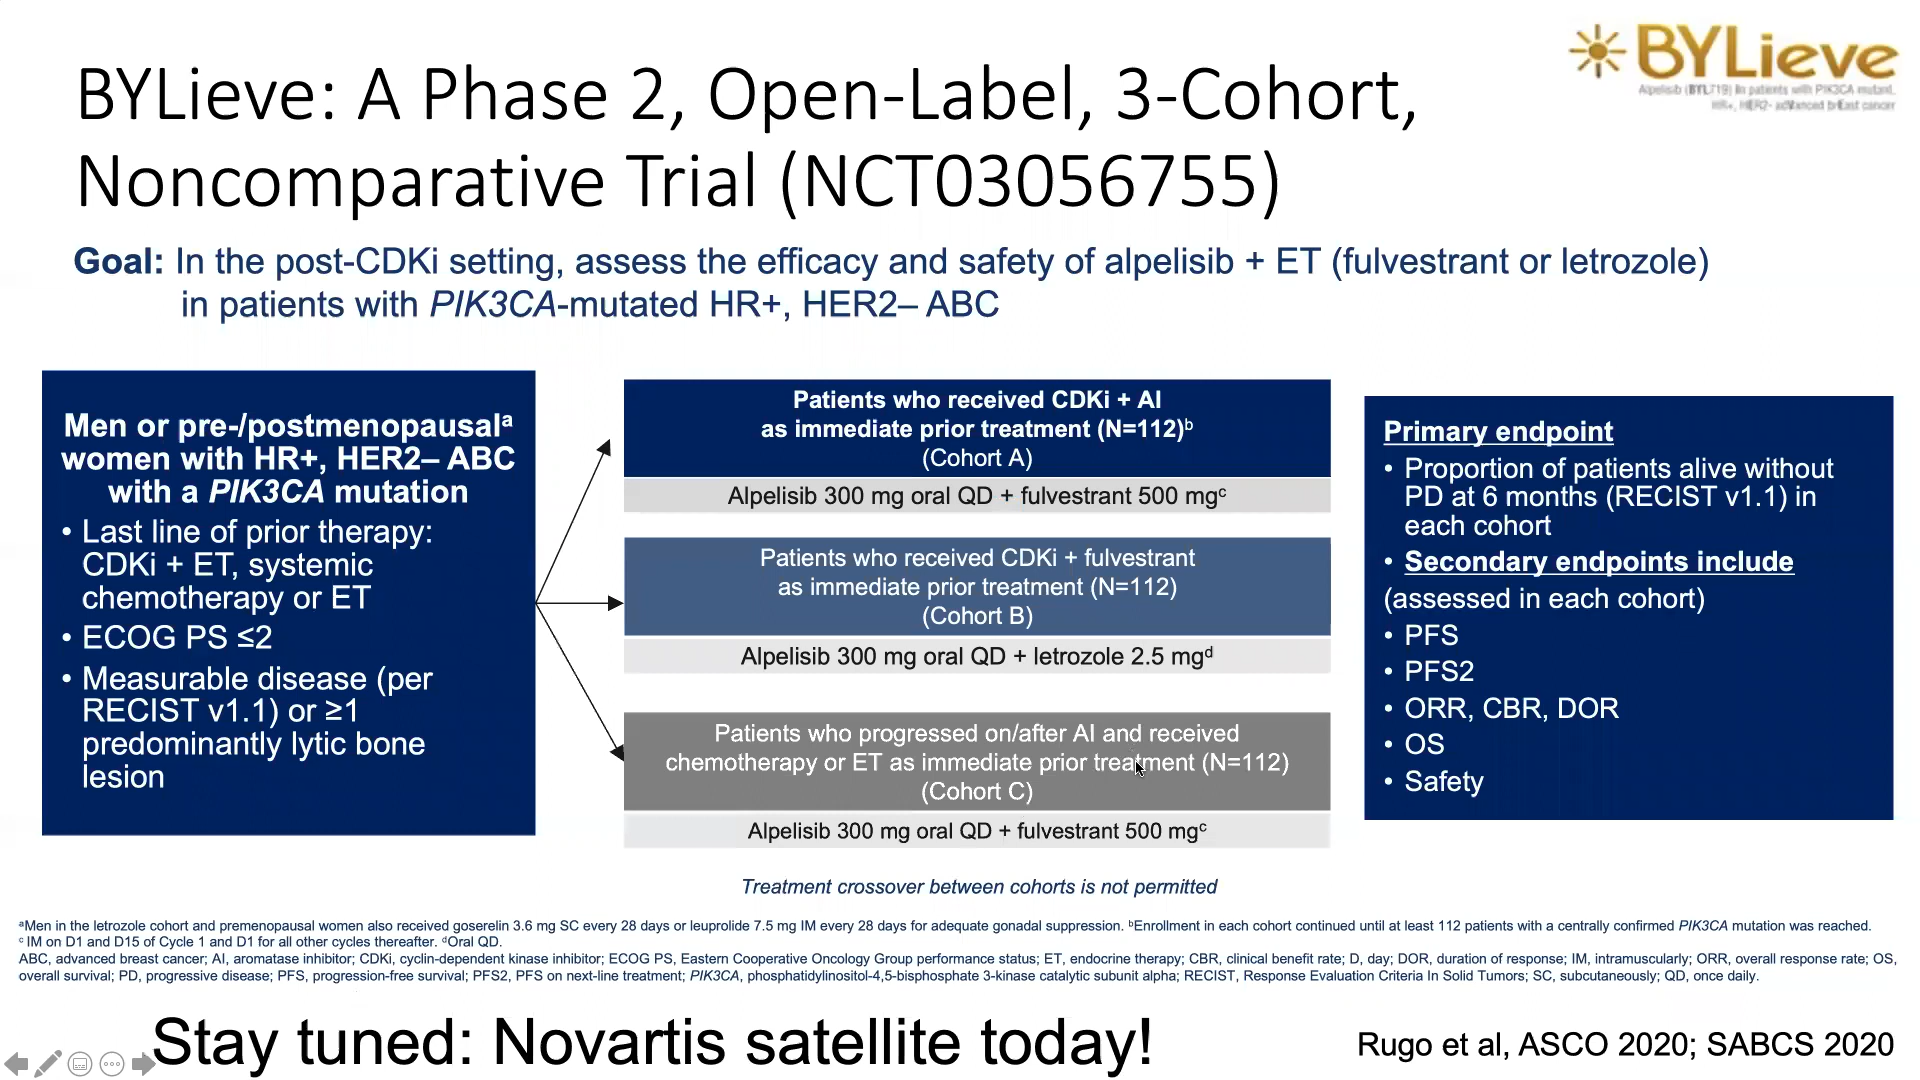 BYLieve
Alpelisib (BYL719) in patients with PIK3CA mutant,
HR+, HER2- adVanced brEast cancer
BYLieve: A Phase 2, Open-Label, 3-Cohort,
Noncomparative Trial (NCT03056755)
Goal: In the post-CDKi setting, assess the efficacy and safety of alpelisib + ET (fulvestrant or letrozole)
in patients with PIK3CA-mutated HR+, HER2– ABC
Men or pre-/postmenopausalᵃ
women with HR+, HER2– ABC
with a PIK3CA mutation
• Last line of prior therapy:
CDKi + ET, systemic
chemotherapy or ET
• ECOG PS ≤2
• Measurable disease (per
RECIST v1.1) or ≥1
predominantly lytic bone
lesion
Patients who received CDKi + AI
as immediate prior treatment (N=112)ᵇ
(Cohort A)
Alpelisib 300 mg oral QD + fulvestrant 500 mgᶜ
Patients who received CDKi + fulvestrant
as immediate prior treatment (N=112)
(Cohort B)
Alpelisib 300 mg oral QD + letrozole 2.5 mgᵈ
Patients who progressed on/after AI and received
chemotherapy or ET as immediate prior treatment (N=112)
(Cohort C)
Alpelisib 300 mg oral QD + fulvestrant 500 mgᶜ
Treatment crossover between cohorts is not permitted
Primary endpoint
• Proportion of patients alive without
PD at 6 months (RECIST v1.1) in
each cohort
• Secondary endpoints include
(assessed in each cohort)
• PFS
• PFS2
• ORR, CBR, DOR
• OS
• Safety
ᵃMen in the letrozole cohort and premenopausal women also received goserelin 3.6 mg SC every 28 days or leuprolide 7.5 mg IM every 28 days for adequate gonadal suppression. ᵇEnrollment in each cohort continued until at least 112 patients with a centrally confirmed PIK3CA mutation was reached.
ᶜ IM on D1 and D15 of Cycle 1 and D1 for all other cycles thereafter. ᵈOral QD.
ABC, advanced breast cancer; AI, aromatase inhibitor; CDKi, cyclin-dependent kinase inhibitor; ECOG PS, Eastern Cooperative Oncology Group performance status; ET, endocrine therapy; CBR, clinical benefit rate; D, day; DOR, duration of response; IM, intramuscularly; ORR, overall response rate; OS,
overall survival; PD, progressive disease; PFS, progression-free survival; PFS2, PFS on next-line treatment; PIK3CA, phosphatidylinositol-4,5-bisphosphate 3-kinase catalytic subunit alpha; RECIST, Response Evaluation Criteria In Solid Tumors; SC, subcutaneously; QD, once daily.
Stay tuned: Novartis satellite today!
Rugo et al, ASCO 2020; SABCS 2020